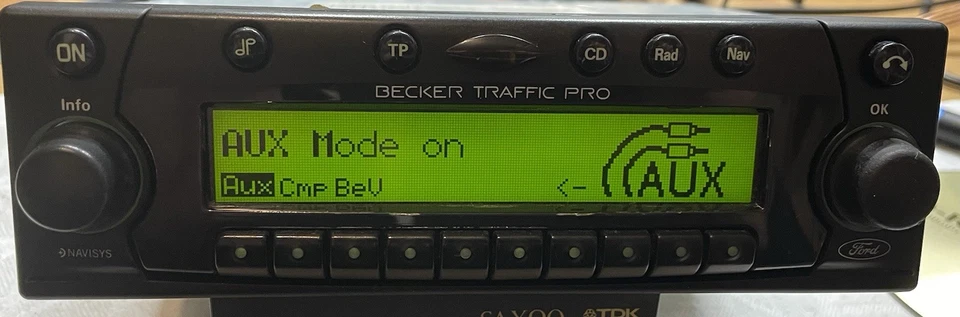 ON
TP
CD
Rad
Nav
Info
BECKER TRAFFIC PRO
OK
AUX Mode on
Aux Cmp BeV <- AUX
NAVISYS
Ford
TDK